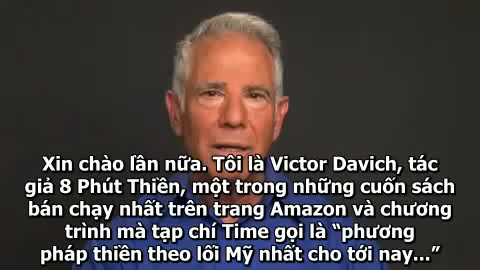 Xin chào lần nữa. Tôi là Victor Davich, tác
giả 8 Phút Thiền, một trong những cuốn sách
bán chạy nhất trên trang Amazon và chương
trình mà tạp chí Time gọi là “phương
pháp thiền theo lối Mỹ nhất cho tới nay...”